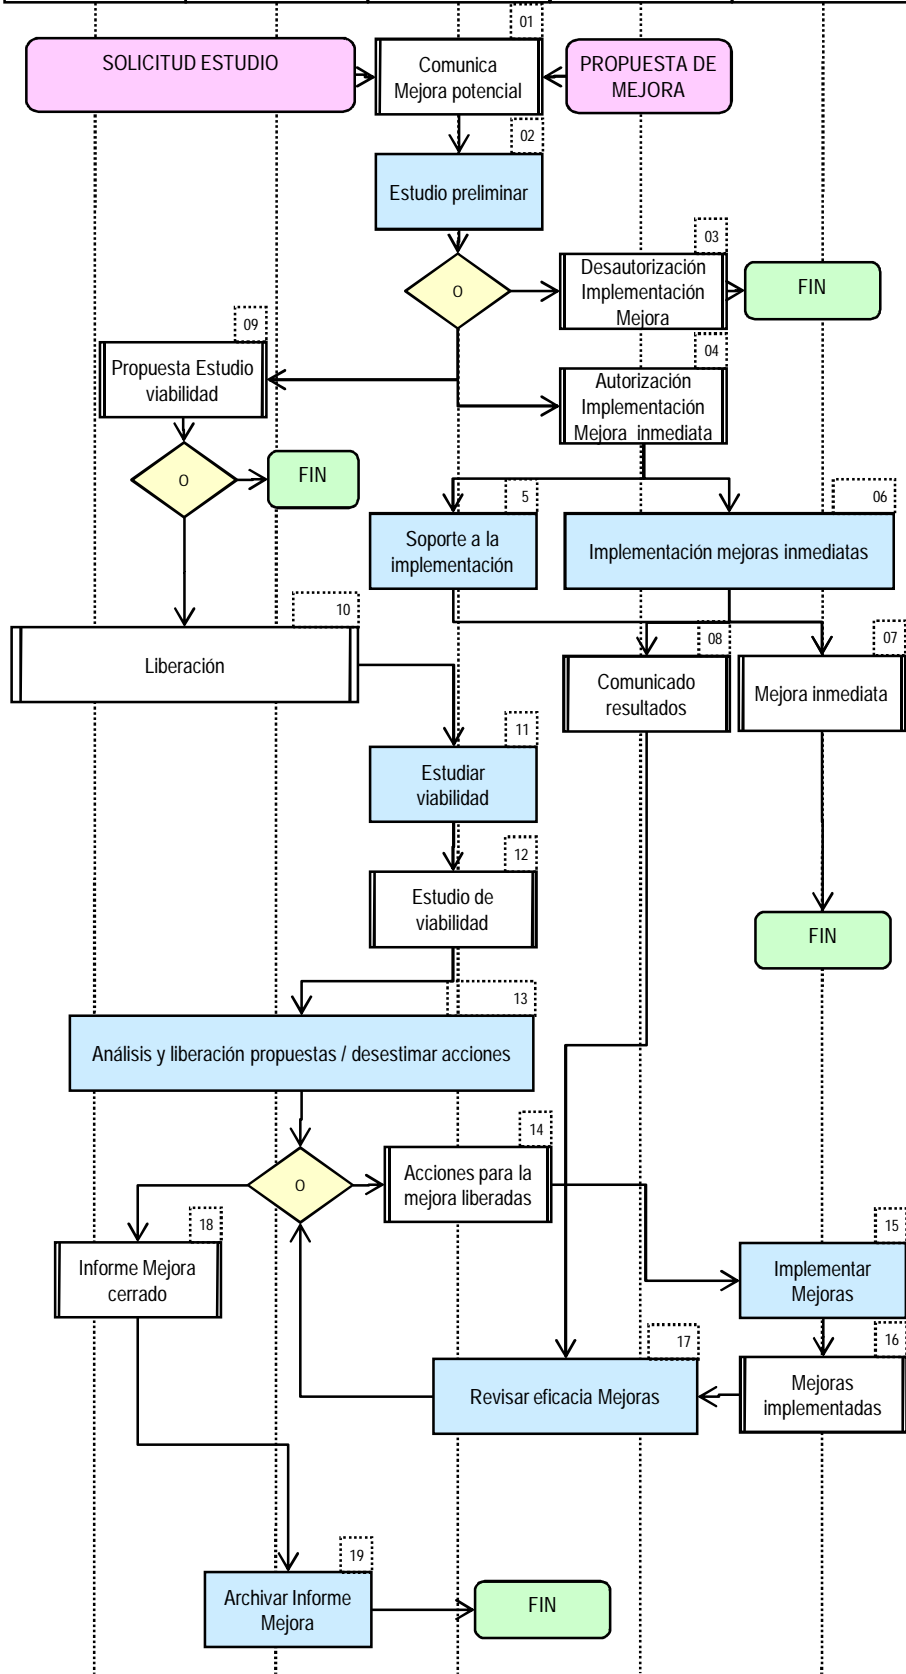 01
SOLICITUD ESTUDIO
Comunica
Mejora potencial
PROPUESTA DE
MEJORA
02
Estudio preliminar
03
O
Desautorización
Implementación
Mejora
FIN
09
Propuesta Estudio
viabilidad
04
Autorización
Implementación
Mejora inmediata
O
FIN
5
Soporte a la
implementación
06
Implementación mejoras inmediatas
10
Liberación
08
Comunicado
resultados
07
Mejora inmediata
11
Estudiar
viabilidad
12
Estudio de
viabilidad
FIN
13
Análisis y liberación propuestas / desestimar acciones
14
O
Acciones para la
mejora liberadas
18
Informe Mejora
cerrado
15
Implementar
Mejoras
17
Revisar eficacia Mejoras
16
Mejoras
implementadas
19
Archivar Informe
Mejora
FIN